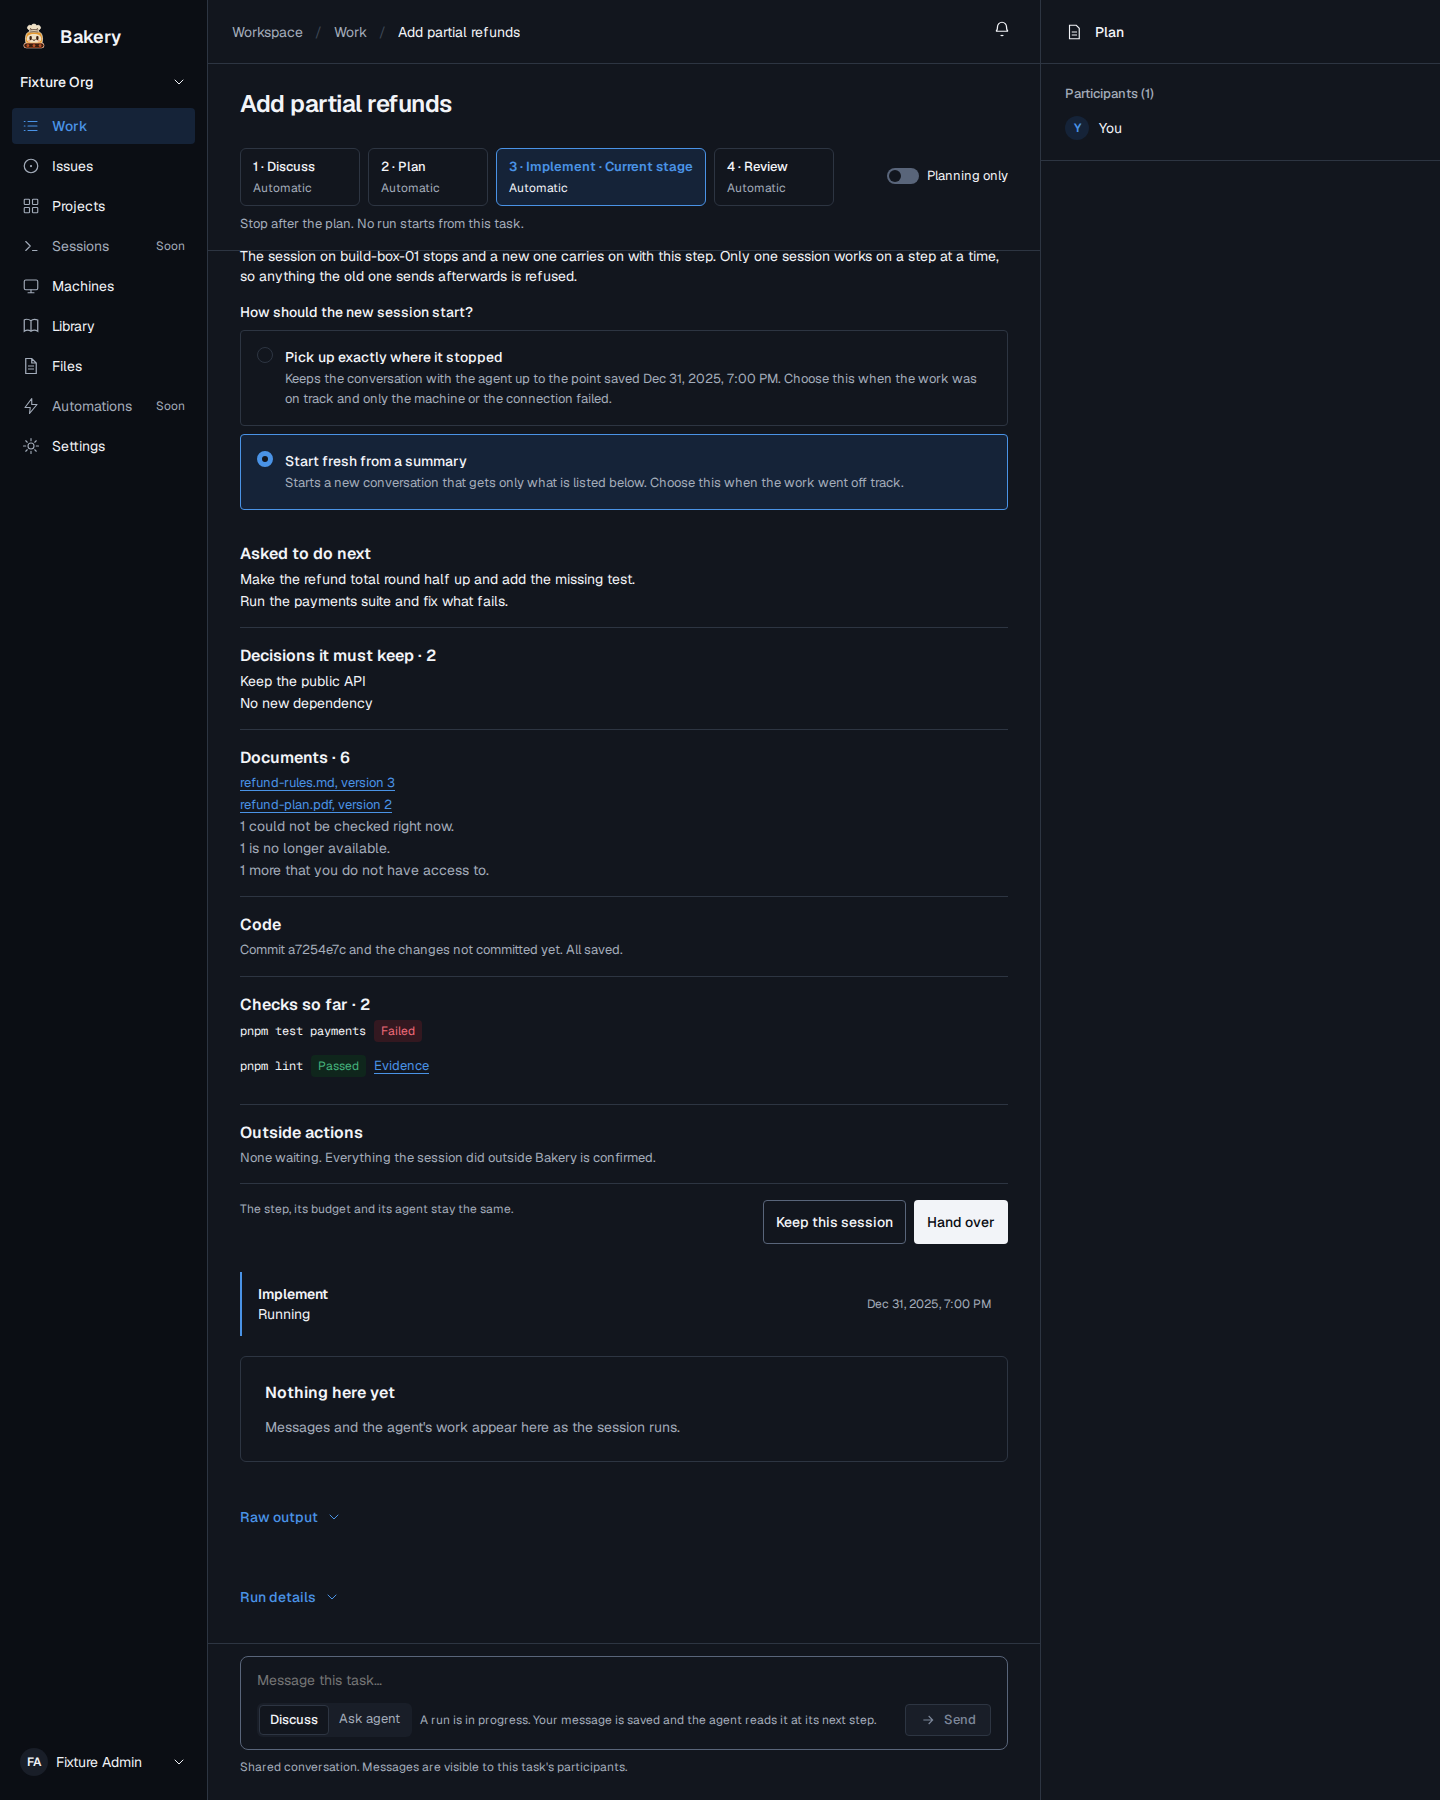 Bakery
Fixture Org
Work
Issues
Projects
Sessions Soon
Machines
Library
Files
Automations Soon
Settings
FA Fixture Admin
Workspace / Work / Add partial refunds
Add partial refunds
1 · Discuss
Automatic
2 · Plan
Automatic
3 · Implement · Current stage
Automatic
4 · Review
Automatic
Planning only
Stop after the plan. No run starts from this task.
The session on build-box-01 stops and a new one carries on with this step. Only one session works on a step at a time,
so anything the old one sends afterwards is refused.
How should the new session start?
Pick up exactly where it stopped
Keeps the conversation with the agent up to the point saved Dec 31, 2025, 7:00 PM. Choose this when the work was
on track and only the machine or the connection failed.
Start fresh from a summary
Starts a new conversation that gets only what is listed below. Choose this when the work went off track.
Asked to do next
Make the refund total round half up and add the missing test.
Run the payments suite and fix what fails.
Decisions it must keep · 2
Keep the public API
No new dependency
Documents · 6
refund-rules.md, version 3
refund-plan.pdf, version 2
1 could not be checked right now.
1 is no longer available.
1 more that you do not have access to.
Code
Commit a7254e7c and the changes not committed yet. All saved.
Checks so far · 2
pnpm test payments Failed
pnpm lint Passed Evidence
Outside actions
None waiting. Everything the session did outside Bakery is confirmed.
The step, its budget and its agent stay the same.
Keep this session
Hand over
Implement
Running
Dec 31, 2025, 7:00 PM
Nothing here yet
Messages and the agent's work appear here as the session runs.
Raw output
Run details
Message this task...
Discuss
Ask agent
A run is in progress. Your message is saved and the agent reads it at its next step.
Send
Shared conversation. Messages are visible to this task's participants.
Plan
Participants (1)
Y You